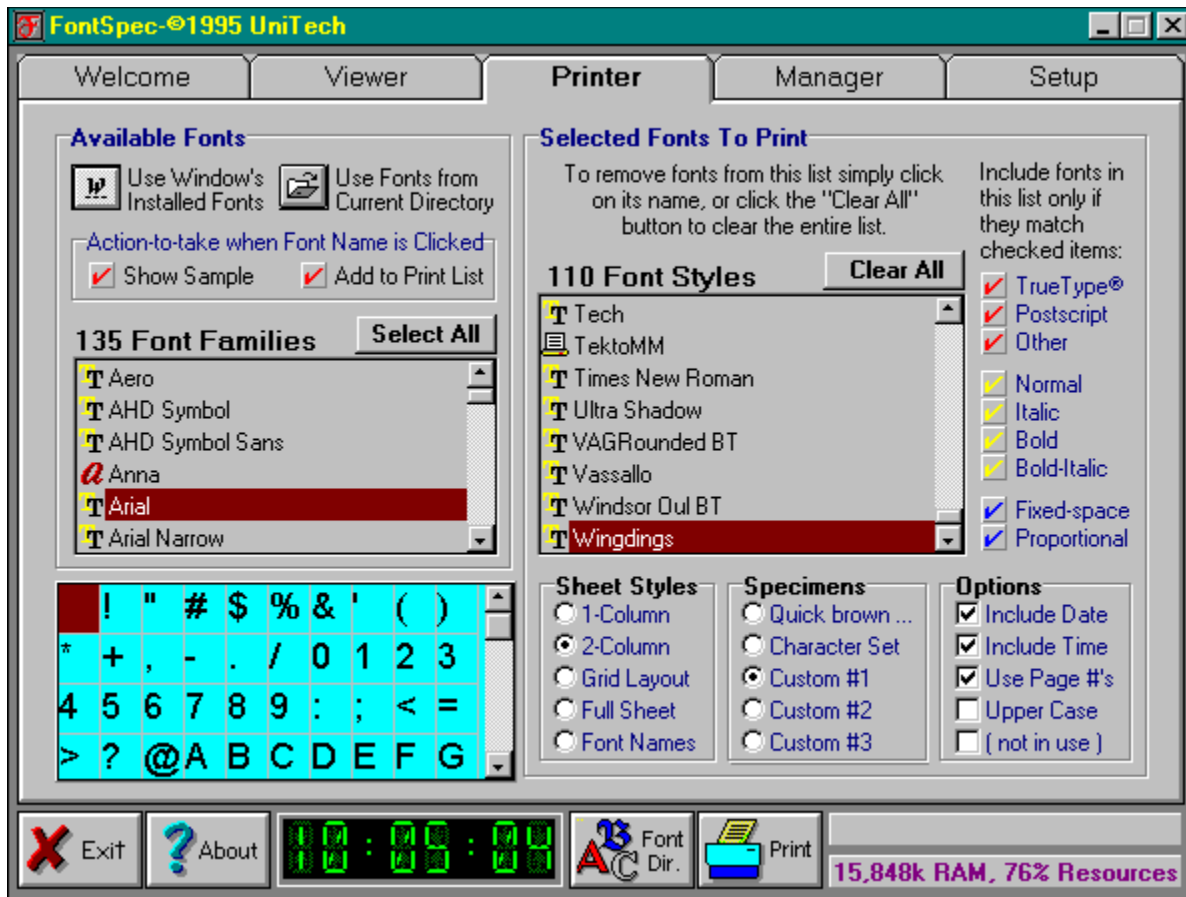 FontSpec-©1995 UniTech
Welcome
Viewer
Printer
Manager
Setup
Available Fonts
Use Window's
Installed Fonts
Use Fonts from
Current Directory
Action-to-take when Font Name is Clicked
Show Sample
Add to Print List
135 Font Families
Select All
Aero
AHD Symbol
AHD Symbol Sans
Anna
Arial
Arial Narrow
! " # $ % & ' ( )
* + , - . / 0 1 2 3
4 5 6 7 8 9 : ; < =
> ? @ A B C D E F G
Selected Fonts To Print
To remove fonts from this list simply click
on its name, or click the "Clear All"
button to clear the entire list.
110 Font Styles
Clear All
Tech
TektoMM
Times New Roman
Ultra Shadow
VAGRounded BT
Vassallo
Windsor Oul BT
Wingdings
Include fonts in
this list only if
they match
checked items:
TrueType®
Postscript
Other
Normal
Italic
Bold
Bold-Italic
Fixed-space
Proportional
Sheet Styles
1-Column
2-Column
Grid Layout
Full Sheet
Font Names
Specimens
Quick brown ...
Character Set
Custom #1
Custom #2
Custom #3
Options
Include Date
Include Time
Use Page #'s
Upper Case
( not in use )
Exit
About
10:09:04
Font
Dir.
Print
15,848k RAM, 76% Resources